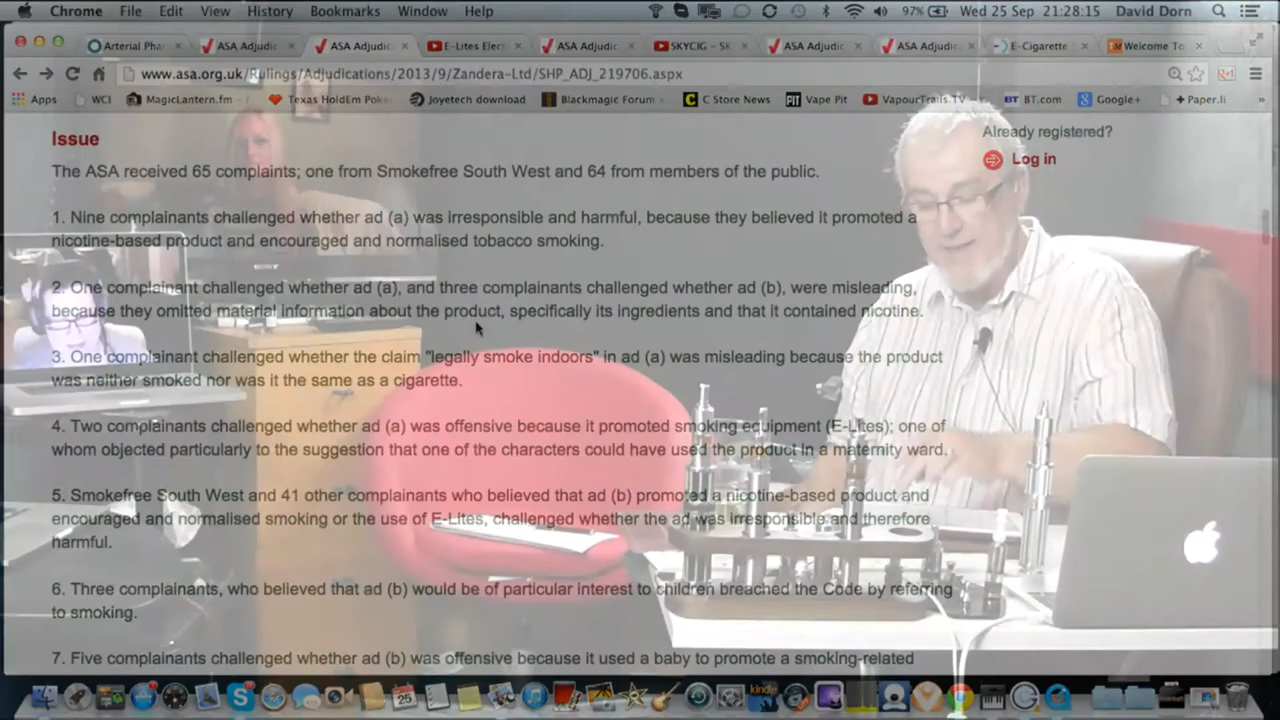 Chrome File Edit View History Bookmarks Window Help 97% Wed 25 Sep 21:28:15 David Dorn
Arterial Pha ASA Adjudic ASA Adjudic E-Lites Elec ASA Adjudic SKYCIG – SK ASA Adjudic ASA Adjudic E-Cigarette Welcome To
www.asa.org.uk/Rulings/Adjudications/2013/9/Zandera-Ltd/SHP_ADJ_219706.aspx
Apps WCI MagicLantern.fm Texas HoldEm Poke Joyetech download Blackmagic Forum C Store News PIT Vape Pit VapourTrails.TV BT BT.com Google+ + Paper.li »
Issue
Already registered?
Log in
The ASA received 65 complaints; one from Smokefree South West and 64 from members of the public.
1. Nine complainants challenged whether ad (a) was irresponsible and harmful, because they believed it promoted a
nicotine-based product and encouraged and normalised tobacco smoking.
2. One complainant challenged whether ad (a), and three complainants challenged whether ad (b), were misleading,
because they omitted material information about the product, specifically its ingredients and that it contained nicotine.
3. One complainant challenged whether the claim "legally smoke indoors" in ad (a) was misleading because the product
was neither smoked nor was it the same as a cigarette.
4. Two complainants challenged whether ad (a) was offensive because it promoted smoking equipment (E-Lites); one of
whom objected particularly to the suggestion that one of the characters could have used the product in a maternity ward.
5. Smokefree South West and 41 other complainants who believed that ad (b) promoted a nicotine-based product and
encouraged and normalised smoking or the use of E-Lites, challenged whether the ad was irresponsible and therefore
harmful.
6. Three complainants, who believed that ad (b) would be of particular interest to children breached the Code by referring
to smoking.
7. Five complainants challenged whether ad (b) was offensive because it used a baby to promote a smoking-related